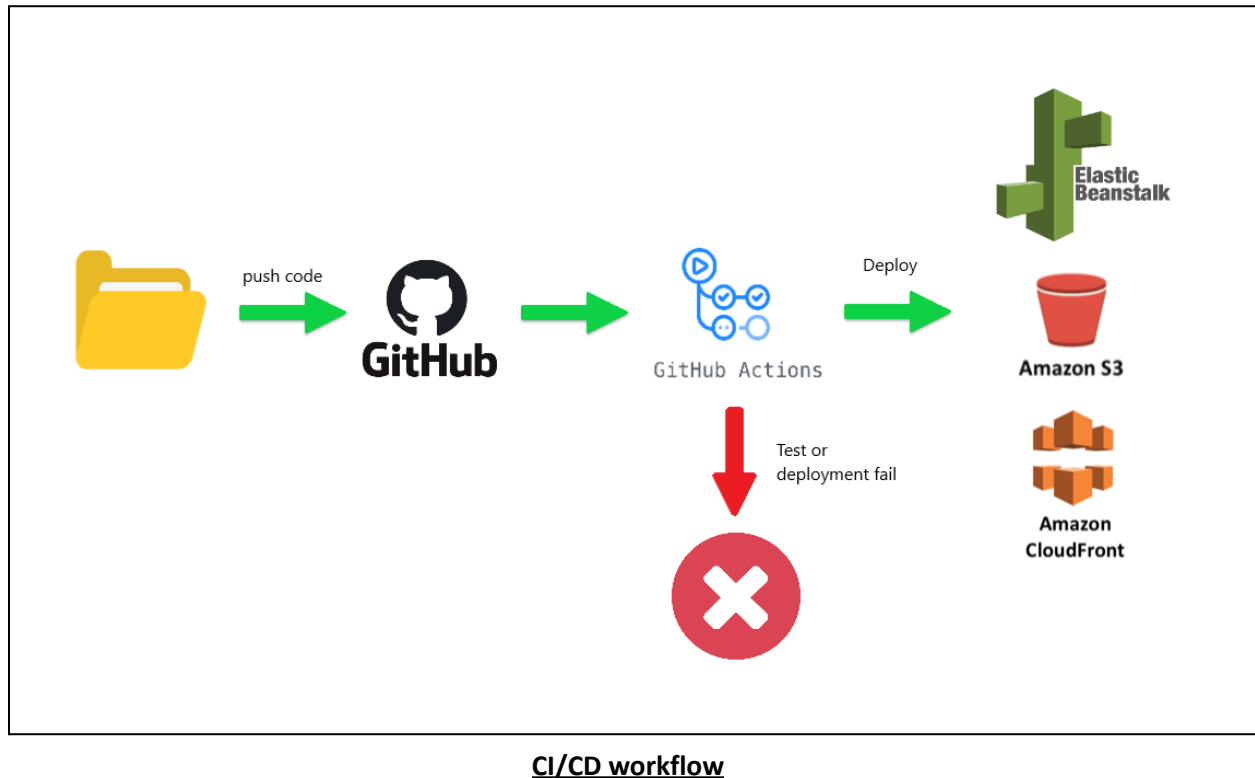 Elastic
Beanstalk
push code
Deploy
GitHub
GitHub Actions
Amazon S3
Test or
deployment fail
Amazon
CloudFront
CI/CD workflow